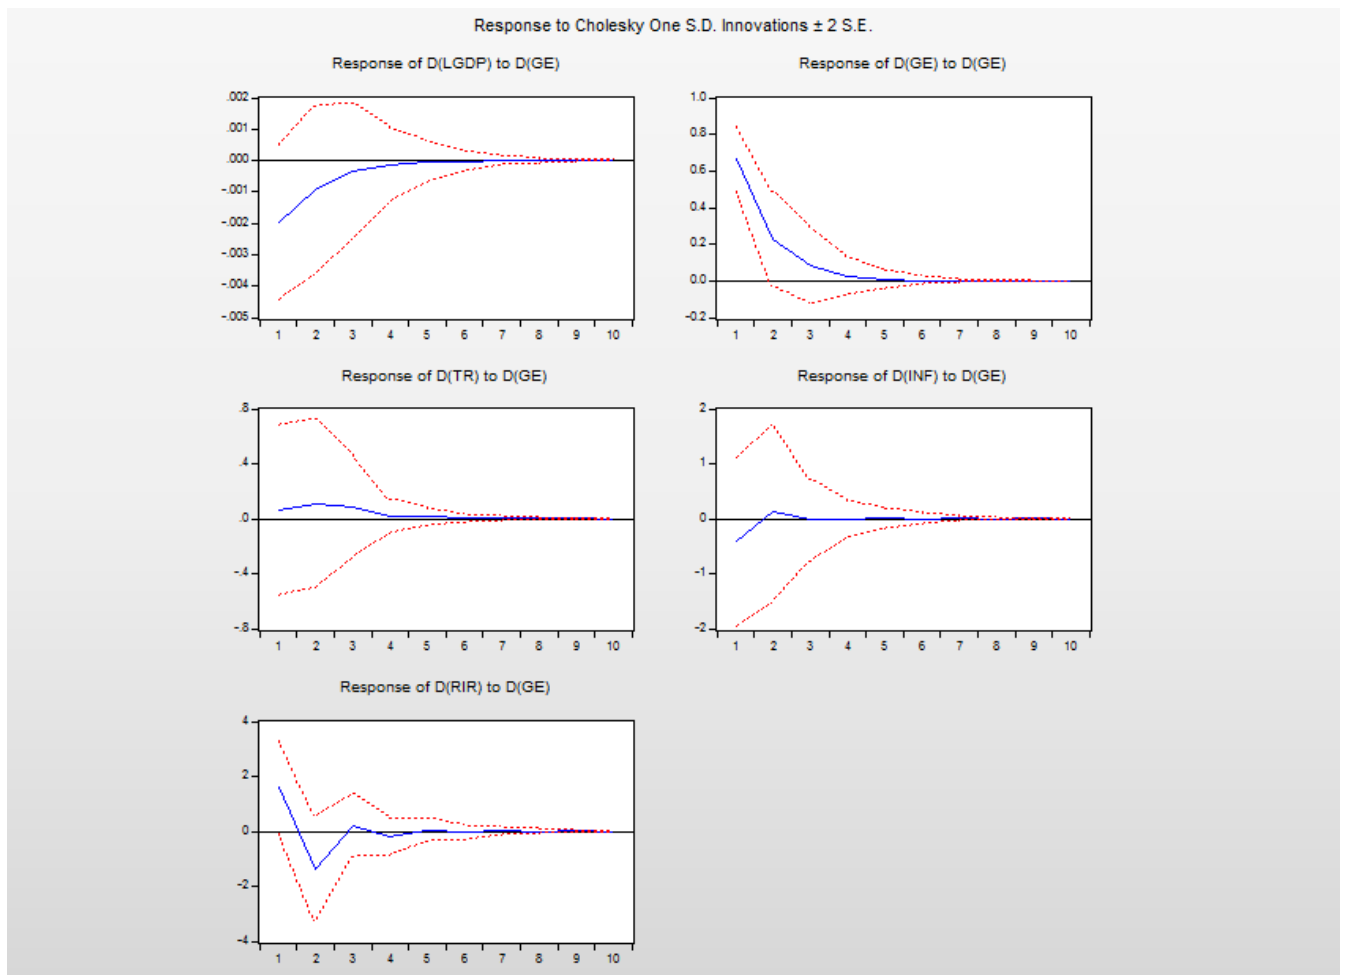 Response to Cholesky One S.D. Innovations ± 2 S.E.
Response of D(LGDP) to D(GE)
.002
.001
.000
-.001
-.002
-.003
-.004
-.005
1 2 3 4 5 6 7 8 9 10
Response of D(GE) to D(GE)
1.0
0.8
0.6
0.4
0.2
0.0
-0.2
1 2 3 4 5 6 7 8 9 10
Response of D(TR) to D(GE)
.8
.4
.0
-.4
-.8
1 2 3 4 5 6 7 8 9 10
Response of D(INF) to D(GE)
2
1
0
-1
-2
1 2 3 4 5 6 7 8 9 10
Response of D(RIR) to D(GE)
4
2
0
-2
-4
1 2 3 4 5 6 7 8 9 10